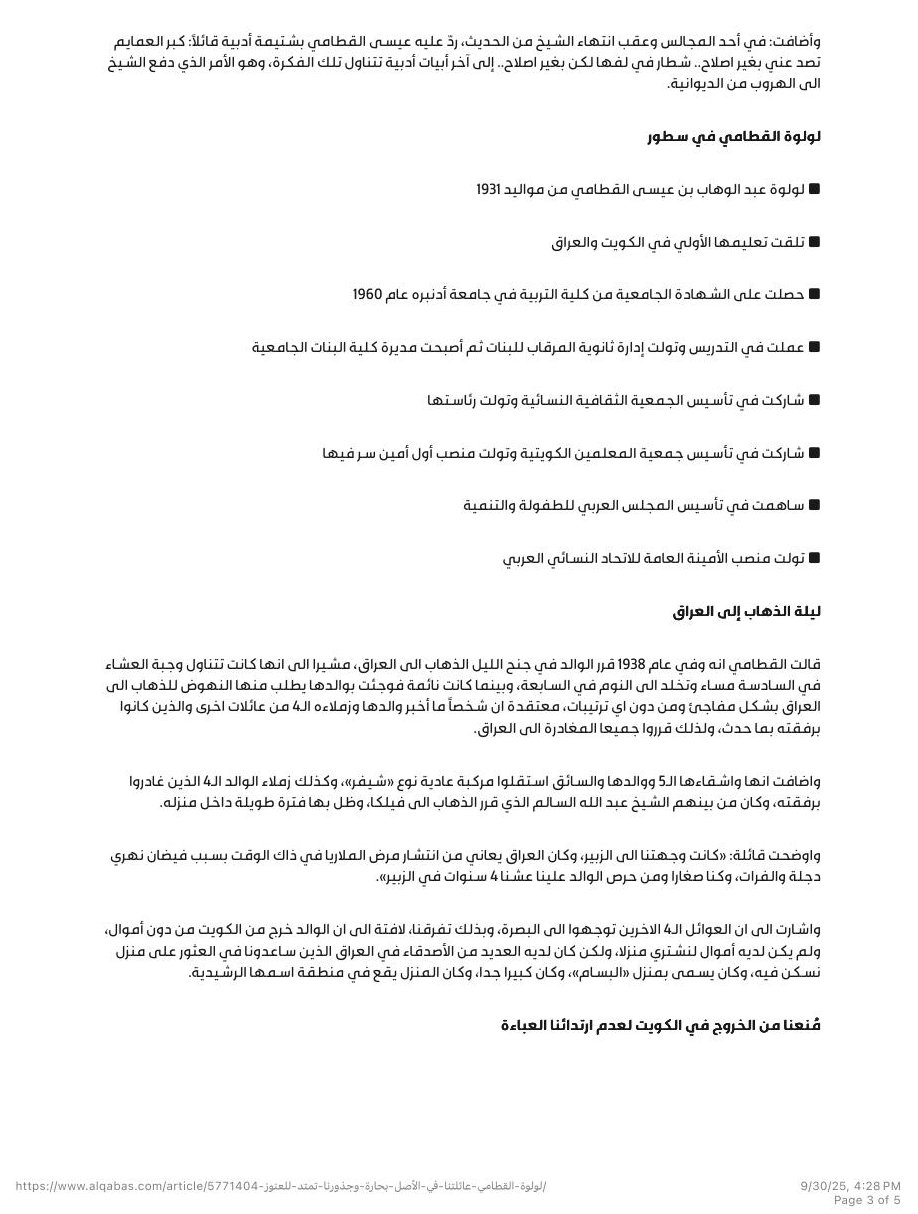 وأضافت: في أحد المجالس وعقب انتهاء الشيخ من الحديث، ردّ عليه عيسى القطامي بشتيمة أدبية قائلاً: كبر العمايم
تصد عني بغير اصلاح.. شطار في لفها لكن بغير اصلاح.. إلى آخر أبيات أدبية تتناول تلك الفكرة، وهو الأمر الذي دفع الشيخ
الى الهروب من الديوانية.
لولوة القطامي في سطور
■ لولوة عبد الوهاب بن عيسى القطامي من مواليد 1931
■ تلقت تعليمها الأولي في الكويت والعراق
■ حصلت على الشهادة الجامعية من كلية التربية في جامعة أدنبره عام 1960
■ عملت في التدريس وتولت إدارة ثانوية المرقاب للبنات ثم أصبحت مديرة كلية البنات الجامعية
■ شاركت في تأسيس الجمعية الثقافية النسائية وتولت رئاستها
■ شاركت في تأسيس جمعية المعلمين الكويتية وتولت منصب أول أمين سر فيها
■ ساهمت في تأسيس المجلس العربي للطفولة والتنمية
■ تولت منصب الأمينة العامة للاتحاد النسائي العربي
ليلة الذهاب إلى العراق
قالت القطامي انه وفي عام 1938 قرر الوالد في جنح الليل الذهاب الى العراق، مشيرا الى انها كانت تتناول وجبة العشاء
في السادسة مساء وتخلد الى النوم في السابعة، وبينما كانت نائمة فوجئت بوالدها يطلب منها النهوض للذهاب الى
العراق بشكل مفاجئ ومن دون اي ترتيبات، معتقدة ان شخصاً ما أخبر والدها وزملاءه الـ4 من عائلات اخرى والذين كانوا
برفقته بما حدث، ولذلك قرروا جميعا المغادرة الى العراق.
واضافت انها واشقاءها الـ5 ووالدها والسائق استقلوا مركبة عادية نوع «شيفر»، وكذلك زملاء الوالد الـ4 الذين غادروا
برفقته، وكان من بينهم الشيخ عبد الله السالم الذي قرر الذهاب الى فيلكا، وظل بها فترة طويلة داخل منزله.
واوضحت قائلة: «كانت وجهتنا الى الزبير، وكان العراق يعاني من انتشار مرض الملاريا في ذاك الوقت بسبب فيضان نهري
دجلة والفرات، وكنا صغارا ومن حرص الوالد علينا عشنا 4 سنوات في الزبير».
واشارت الى ان العوائل الـ4 الاخرين توجهوا الى البصرة، وبذلك تفرقنا، لافتة الى ان الوالد خرج من الكويت من دون أموال،
ولم يكن لديه أموال لنشتري منزلا، ولكن كان لديه العديد من الأصدقاء في العراق الذين ساعدونا في العثور على منزل
نسكن فيه، وكان يسمى بمنزل «البسام»، وكان كبيرا جدا، وكان المنزل يقع في منطقة اسمها الرشيدية.
مُنعنا من الخروج في الكويت لعدم ارتدائنا العباءة
https://www.alqabas.com/article/5771404-لولوة-القطامي-عائلتنا-في-الأصل-بحارة-وجذورنا-تمتد-للعتوز/
9/30/25, 4:28 PM
Page 3 of 5